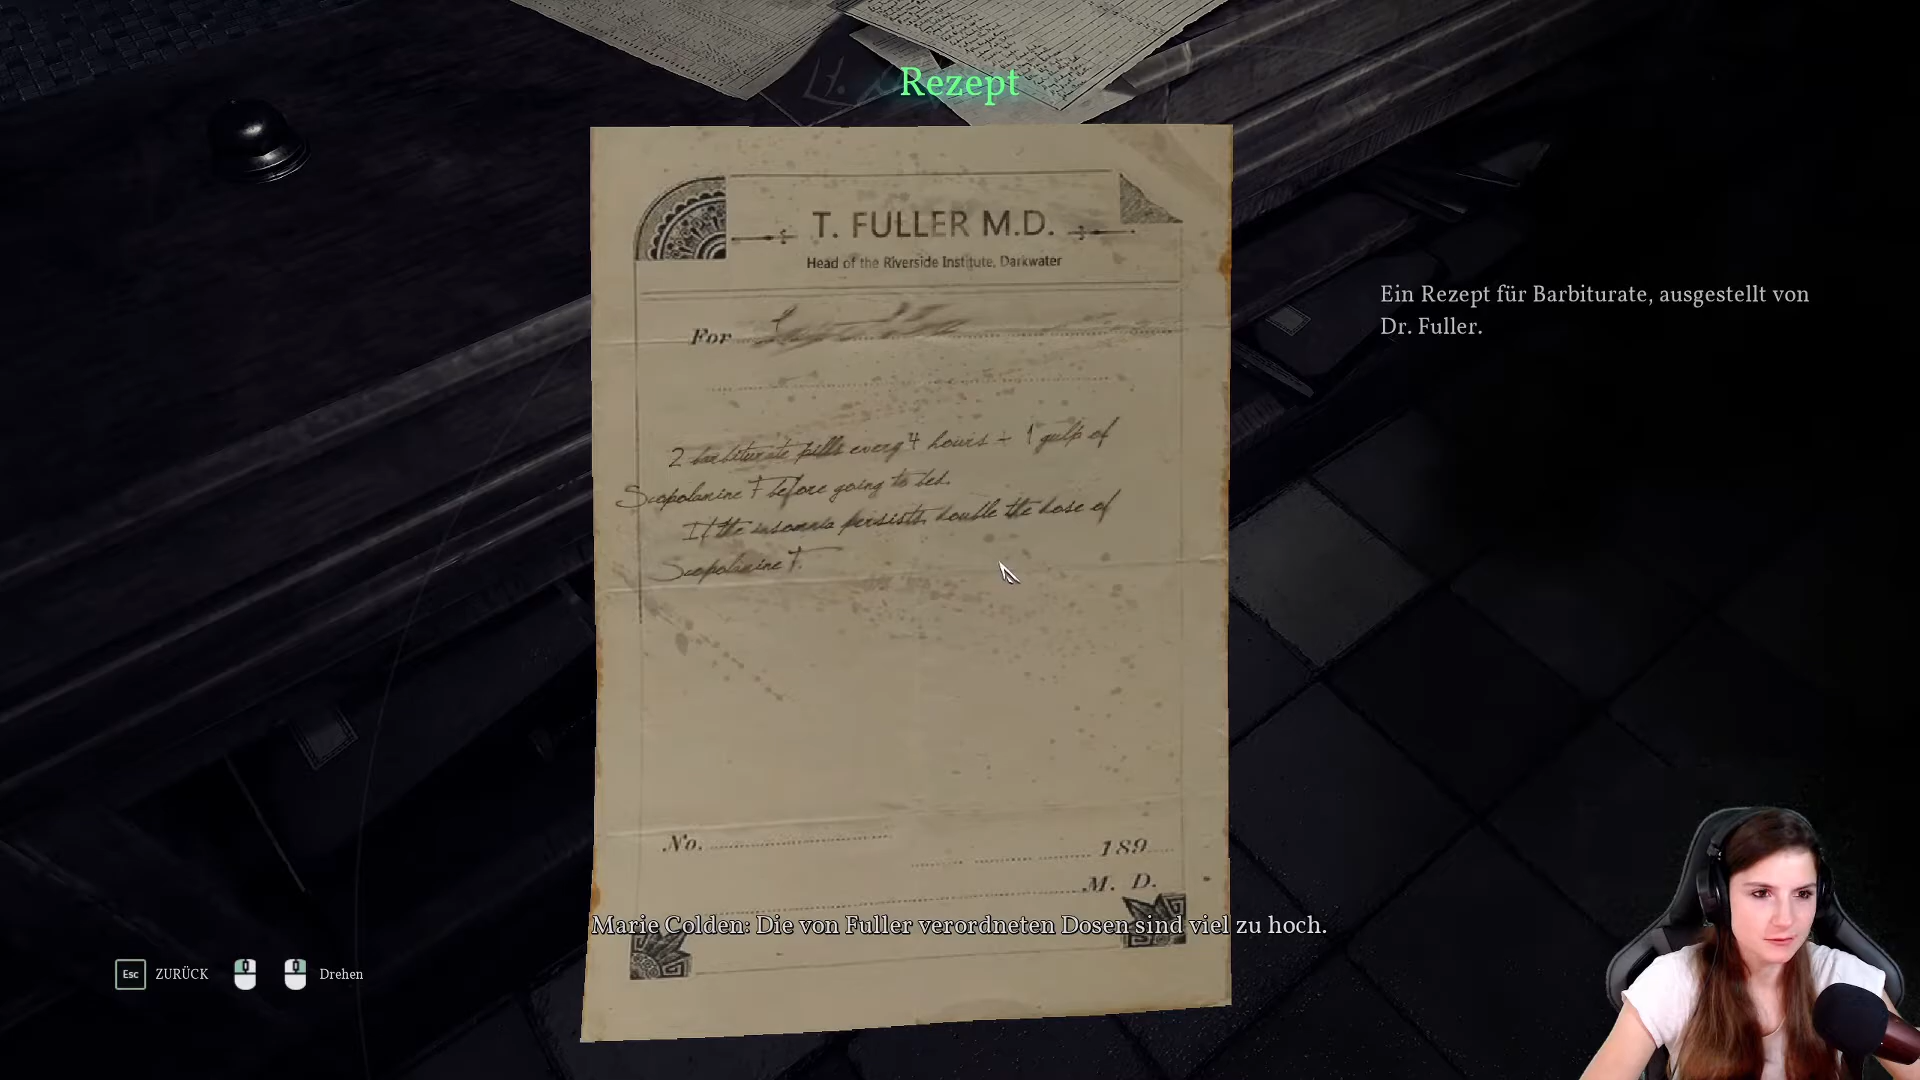 Rezept
T. FULLER M.D.
Head of the Riverside Institute, Darkwater
For
2 barbiturate pills every 4 hours + 1 gulp of
Scopolamine F before going to bed.
If the insomnia persists, double the dose of
Scopolamine F.
No.
189
M. D.
Ein Rezept für Barbiturate, ausgestellt von
Dr. Fuller.
Marie Colden: Die von Fuller verordneten Dosen sind viel zu hoch.
Esc ZURÜCK Drehen